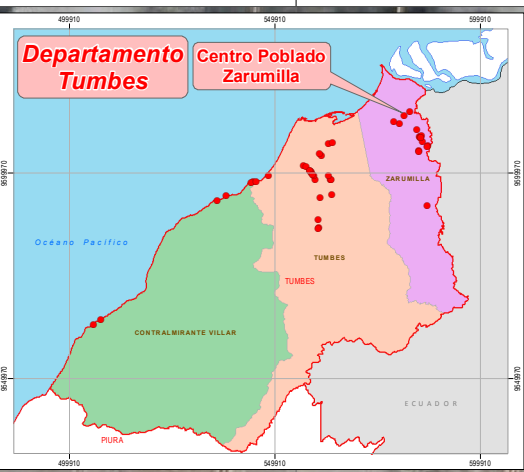 499910 549910 599910
Departamento
Tumbes
Centro Poblado
Zarumilla
9599970 9599970
ZARUMILLA
Océano Pacífico
TUMBES
TUMBES
CONTRALMIRANTE VILLAR
9549970 9549970
ECUADOR
PIURA
499910 549910 599910